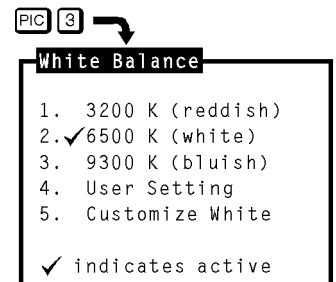 PIC 3
White Balance
1. 3200 K (reddish)
2.✓6500 K (white)
3. 9300 K (bluish)
4. User Setting
5. Customize White
✓ indicates active